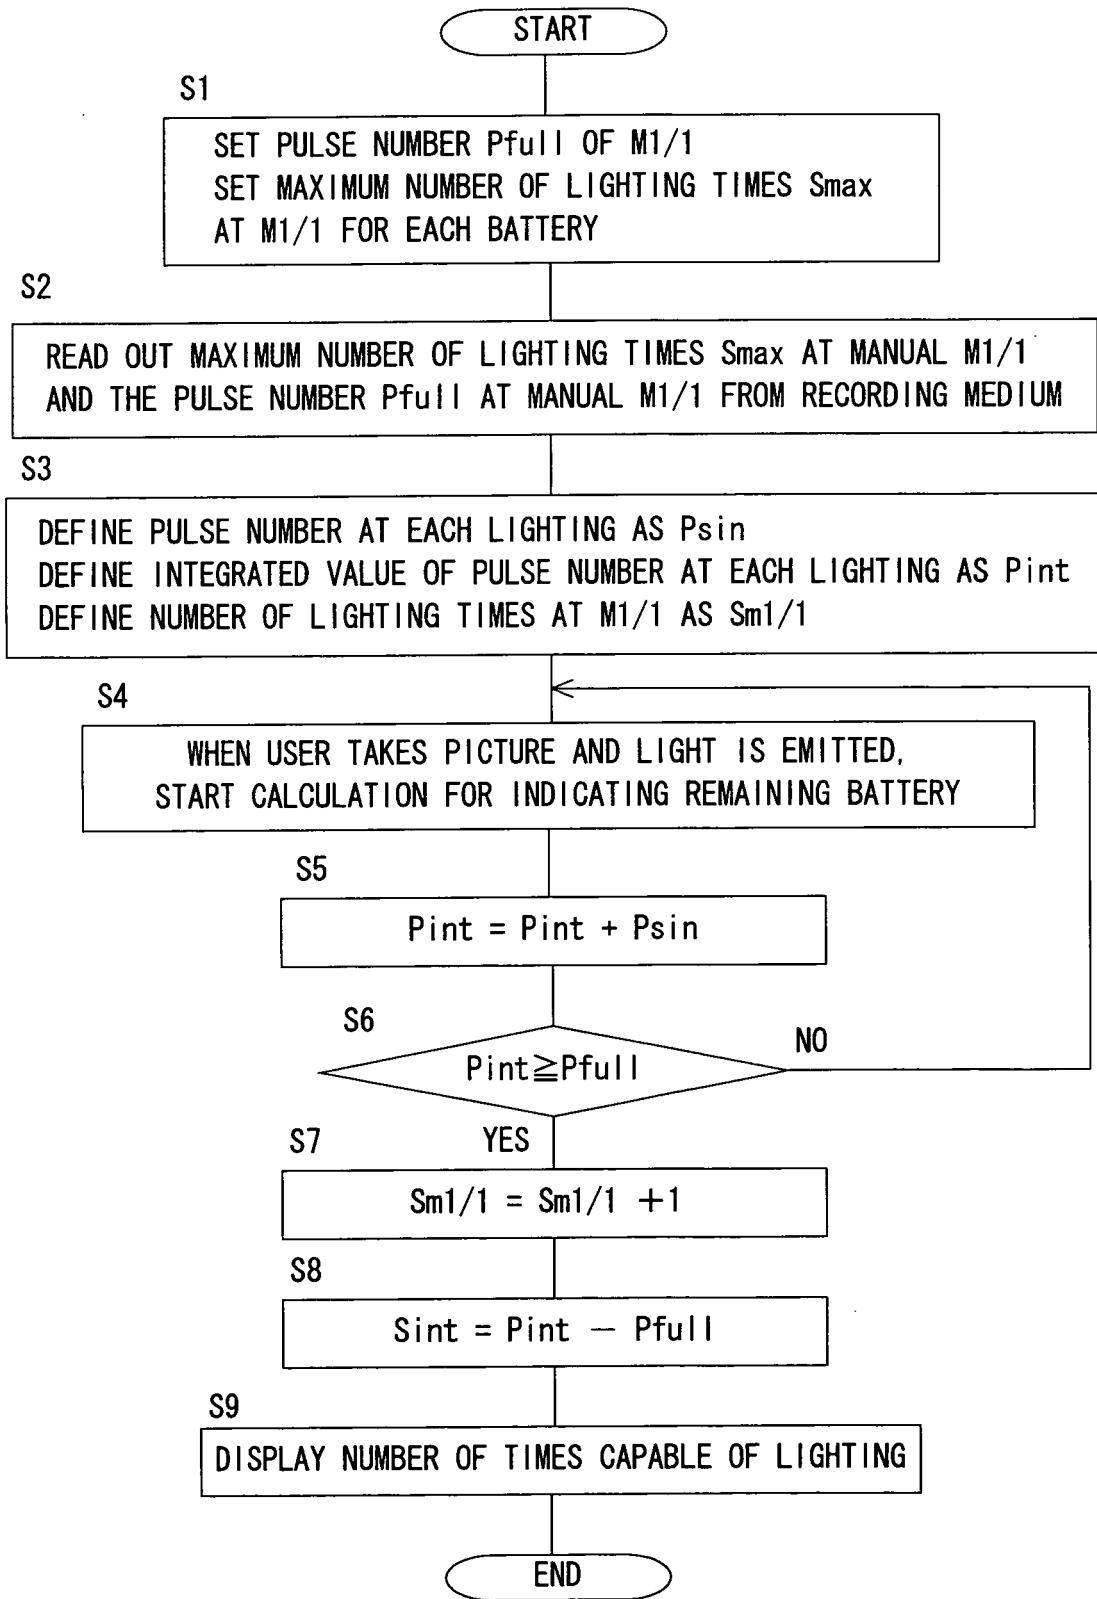 START
S1
SET PULSE NUMBER Pfull OF M1/1
SET MAXIMUM NUMBER OF LIGHTING TIMES Smax
AT M1/1 FOR EACH BATTERY
S2
READ OUT MAXIMUM NUMBER OF LIGHTING TIMES Smax AT MANUAL M1/1
AND THE PULSE NUMBER Pfull AT MANUAL M1/1 FROM RECORDING MEDIUM
S3
DEFINE PULSE NUMBER AT EACH LIGHTING AS Psin
DEFINE INTEGRATED VALUE OF PULSE NUMBER AT EACH LIGHTING AS Pint
DEFINE NUMBER OF LIGHTING TIMES AT M1/1 AS Sm1/1
S4
WHEN USER TAKES PICTURE AND LIGHT IS EMITTED,
START CALCULATION FOR INDICATING REMAINING BATTERY
S5
Pint = Pint + Psin
S6
Pint≧Pfull
NO
YES
S7
Sm1/1 = Sm1/1 +1
S8
Sint = Pint − Pfull
S9
DISPLAY NUMBER OF TIMES CAPABLE OF LIGHTING
END